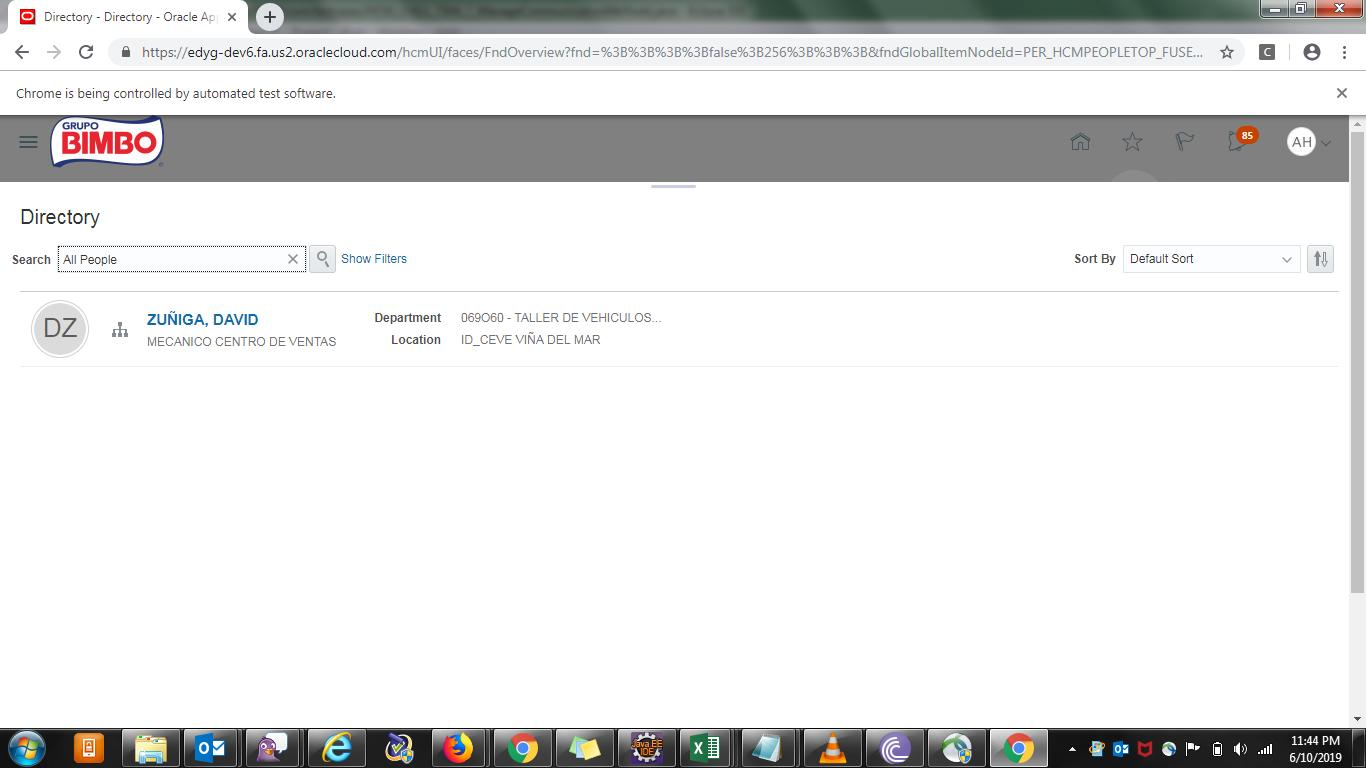 Directory - Directory - Oracle Ap
https://edyg-dev6.fa.us2.oraclecloud.com/hcmUI/faces/FndOverview?fnd=%3B%3B%3B%3Bfalse%3B256%3B%3B%3B&fndGlobalItemNodeId=PER_HCMPEOPLETOP_FUSE...
C
Chrome is being controlled by automated test software.
GRUPO
BIMBO
85
AH
Directory
Search All People Show Filters Sort By Default Sort
DZ
ZUÑIGA, DAVID
MECANICO CENTRO DE VENTAS
Department 069O60 - TALLER DE VEHICULOS...
Location ID_CEVE VIÑA DEL MAR
Java EE
IDE
11:44 PM
6/10/2019